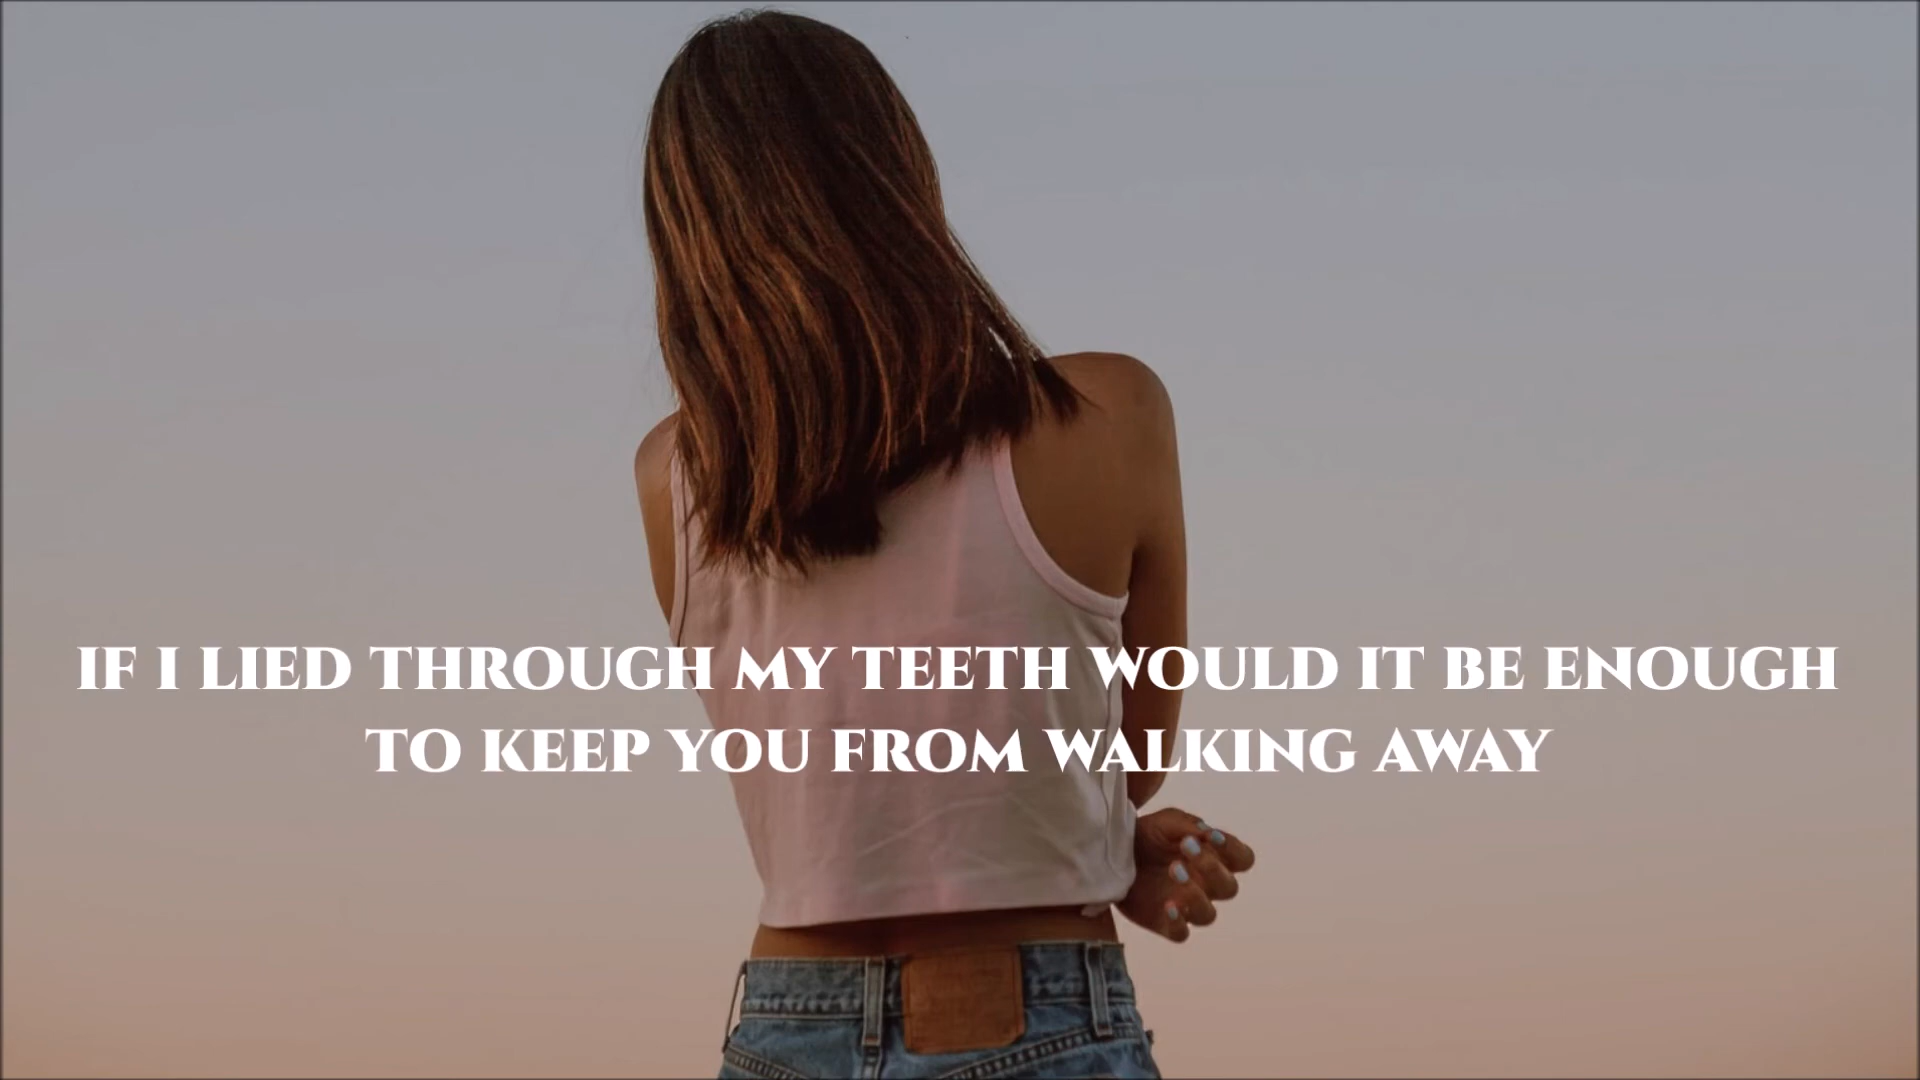 IF I LIED THROUGH MY TEETH WOULD IT BE ENOUGH
TO KEEP YOU FROM WALKING AWAY